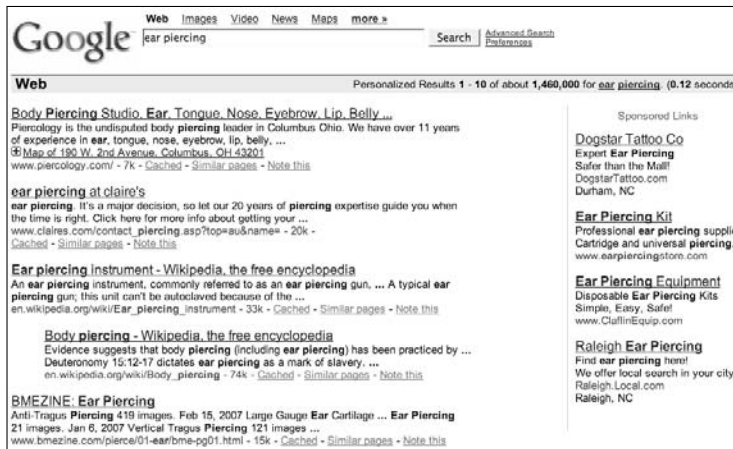 Web Images Video News Maps more »
Google
ear piercing
Search
Advanced Search
Preferences
Web
Personalized Results 1 - 10 of about 1,460,000 for ear piercing. (0.12 seconds
Body Piercing Studio, Ear, Tongue, Nose, Eyebrow, Lip, Belly ...
Piercology is the undisputed body piercing leader in Columbus Ohio. We have over 11 years
of experience in ear, tongue, nose, eyebrow, lip, belly, ...
Map of 190 W. 2nd Avenue, Columbus, OH 43201
www.piercology.com/ - 7k - Cached - Similar pages - Note this
ear piercing at claire's
ear piercing. It's a major decision, so let our 20 years of piercing expertise guide you when
the time is right. Click here for more info about getting your ...
www.claires.com/contact_piercing.asp?top=au&name= - 20k -
Cached - Similar pages - Note this
Ear piercing instrument - Wikipedia, the free encyclopedia
An ear piercing instrument, commonly referred to as an ear piercing gun, ... A typical ear
piercing gun; this unit can't be autoclaved because of the ...
en.wikipedia.org/wiki/Ear_piercing_instrument - 33k - Cached - Similar pages - Note this
Body piercing - Wikipedia, the free encyclopedia
Evidence suggests that body piercing (including ear piercing) has been practiced by ...
Deuteronomy 15:12-17 dictates ear piercing as a mark of slavery. ...
en.wikipedia.org/wiki/Body_piercing - 74k - Cached - Similar pages - Note this
BMEZINE: Ear Piercing
Anti-Tragus Piercing 419 images. Feb 15, 2007 Large Gauge Ear Cartilage ... Ear Piercing
21 images. Jan 6, 2007 Vertical Tragus Piercing 121 images ...
www.bmezine.com/pierce/01-ear/bme-pg01.html - 15k - Cached - Similar pages - Note this
Sponsored Links
Dogstar Tattoo Co
Expert Ear Piercing
Safer than the Mall!
DogstarTattoo.com
Durham, NC
Ear Piercing Kit
Professional ear piercing supplie
Cartridge and universal piercing.
www.earpiercingstore.com
Ear Piercing Equipment
Disposable Ear Piercing Kits
Simple, Easy, Safe!
www.ClaflinEquip.com
Raleigh Ear Piercing
Find ear piercing here!
We offer local search in your city
Raleigh.Local.com
Raleigh, NC